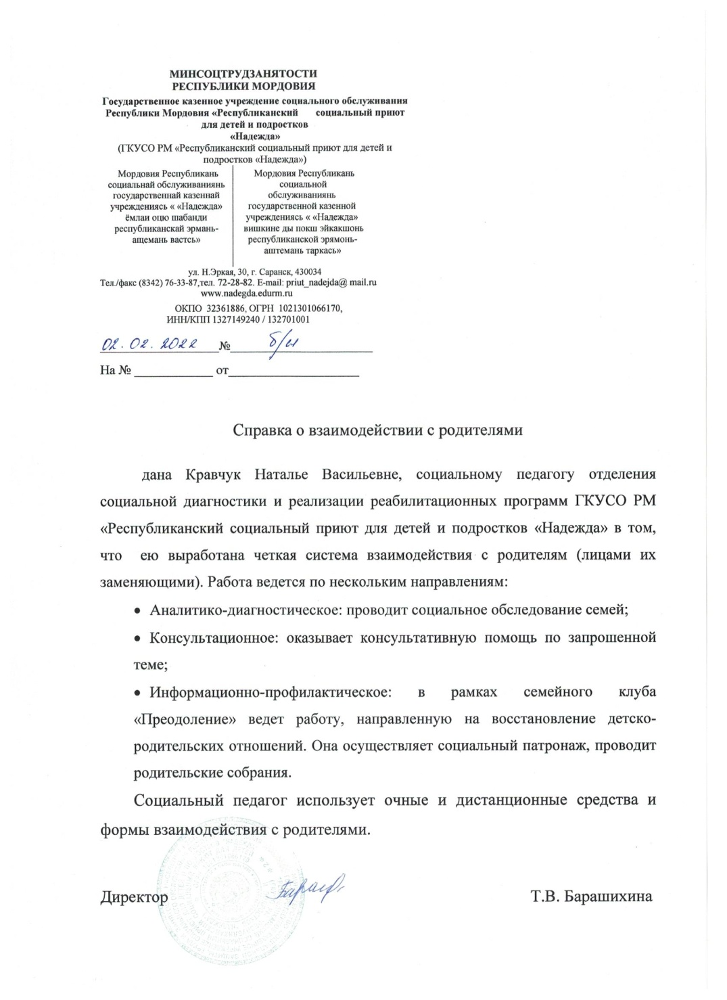 МИНСОЦТРУДЗАНЯТОСТИ
РЕСПУБЛИКИ МОРДОВИЯ
Государственное казенное учреждение социального обслуживания
Республики Мордовия «Республиканский социальный приют
для детей и подростков
«Надежда»
(ГКУСО РМ «Республиканский социальный приют для детей и
подростков «Надежда»)
Мордовия Республикань
социальнай обслуживаниянь
государственнай казеннай
учреждениясь « «Надежда»
ёмлаи оцю шабанди
республиканскай эрмань-
ащемань вастсь»
Мордовия Республикань
социальной
обслуживаниянь
государственной казенной
учреждениясь « «Надежда»
вишкине ды покш эйкакшонь
республиканской эрямонь-
аштемань таркась»
ул. Н.Эркая, 30, г. Саранск, 430034
Тел./факс (8342) 76-33-87,тел. 72-28-82. E-mail: priut_nadejda@ mail.ru
www.nadegda.edurm.ru
ОКПО 32361886, ОГРН 1021301066170,
ИНН/КПП 1327149240 / 132701001
02.02.2022 № б/н
На № ____________ от____________________
Справка о взаимодействии с родителями
дана Кравчук Наталье Васильевне, социальному педагогу отделения
социальной диагностики и реализации реабилитационных программ ГКУСО РМ
«Республиканский социальный приют для детей и подростков «Надежда» в том,
что ею выработана четкая система взаимодействия с родителям (лицами их
заменяющими). Работа ведется по нескольким направлениям:
• Аналитико-диагностическое: проводит социальное обследование семей;
• Консультационное: оказывает консультативную помощь по запрошенной
теме;
• Информационно-профилактическое: в рамках семейного клуба
«Преодоление» ведет работу, направленную на восстановление детско-
родительских отношений. Она осуществляет социальный патронаж, проводит
родительские собрания.
Социальный педагог использует очные и дистанционные средства и
формы взаимодействия с родителями.
Директор Т.В. Барашихина